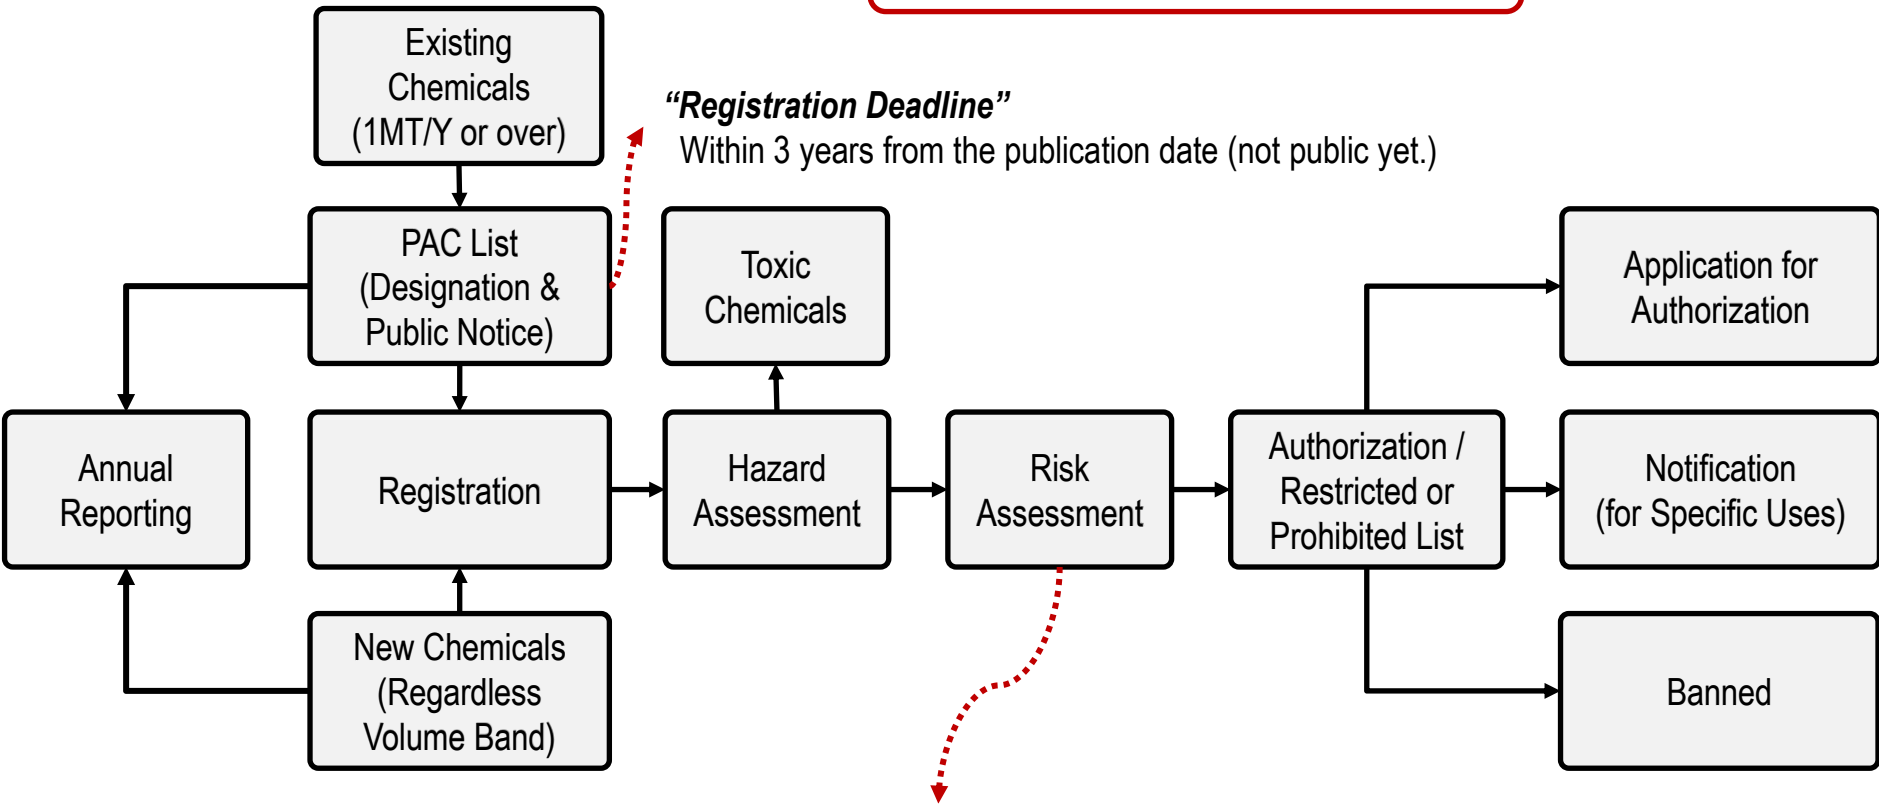 Existing
Chemicals
(1MT/Y or over)
“Registration Deadline”
Within 3 years from the publication date (not public yet.)
PAC List
(Designation &
Public Notice)
Toxic
Chemicals
Application for
Authorization
Annual
Reporting
Registration
Hazard
Assessment
Risk
Assessment
Authorization /
Restricted or
Prohibited List
Notification
(for Specific Uses)
New Chemicals
(Regardless
Volume Band)
Banned